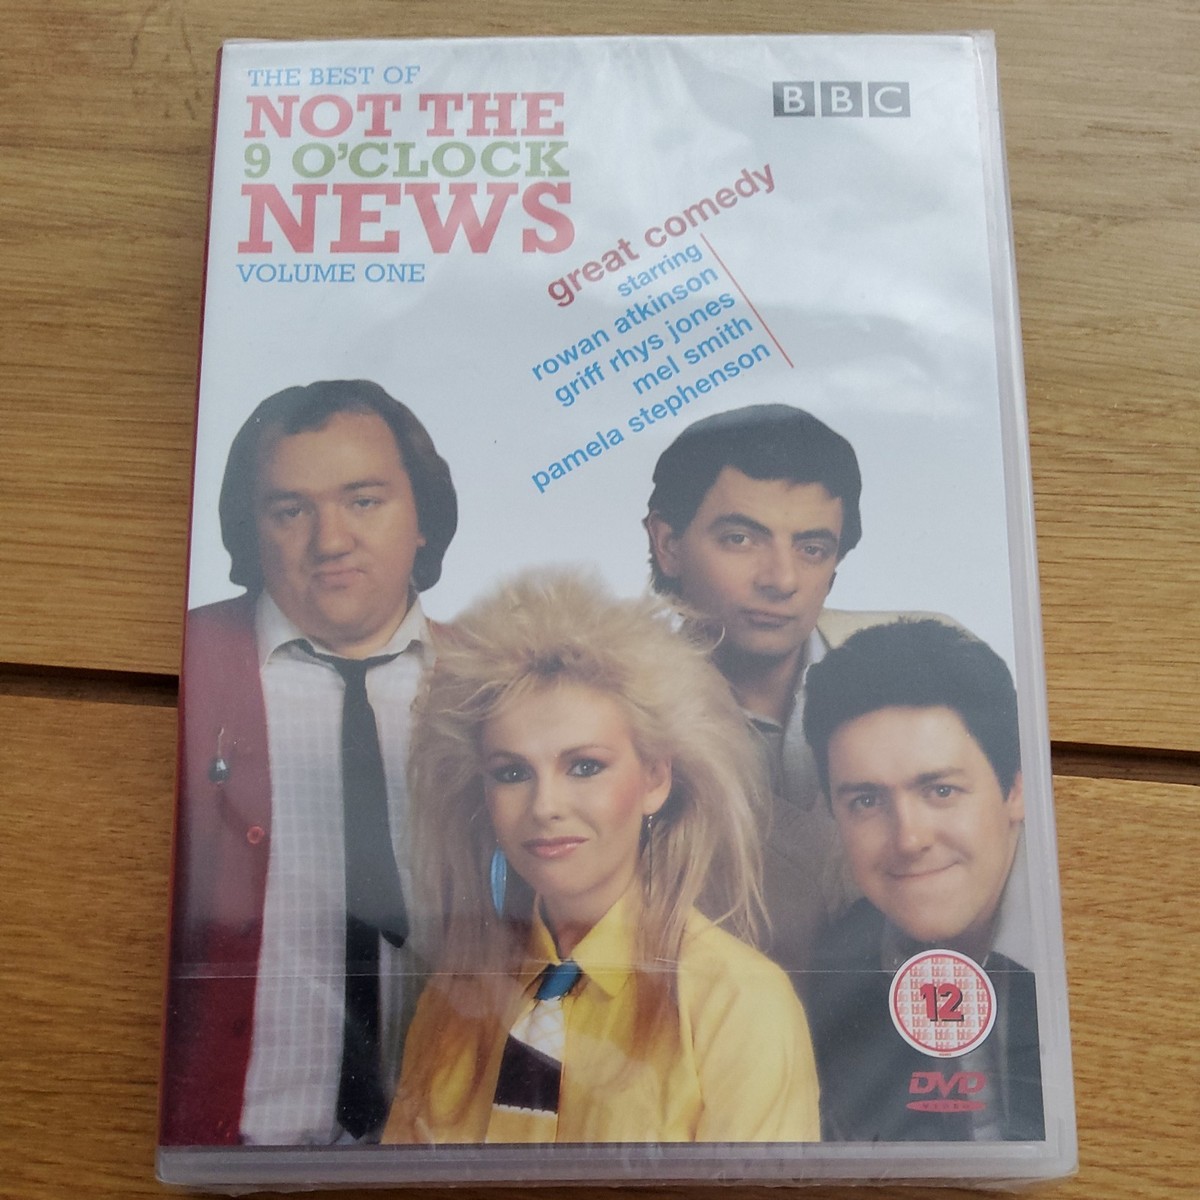 THE BEST OF
NOT THE
9 O'CLOCK
NEWS
VOLUME ONE
BBC
great comedy
starring
rowan atkinson
griff rhys jones
mel smith
pamela stephenson
12
DVD
VIDEO